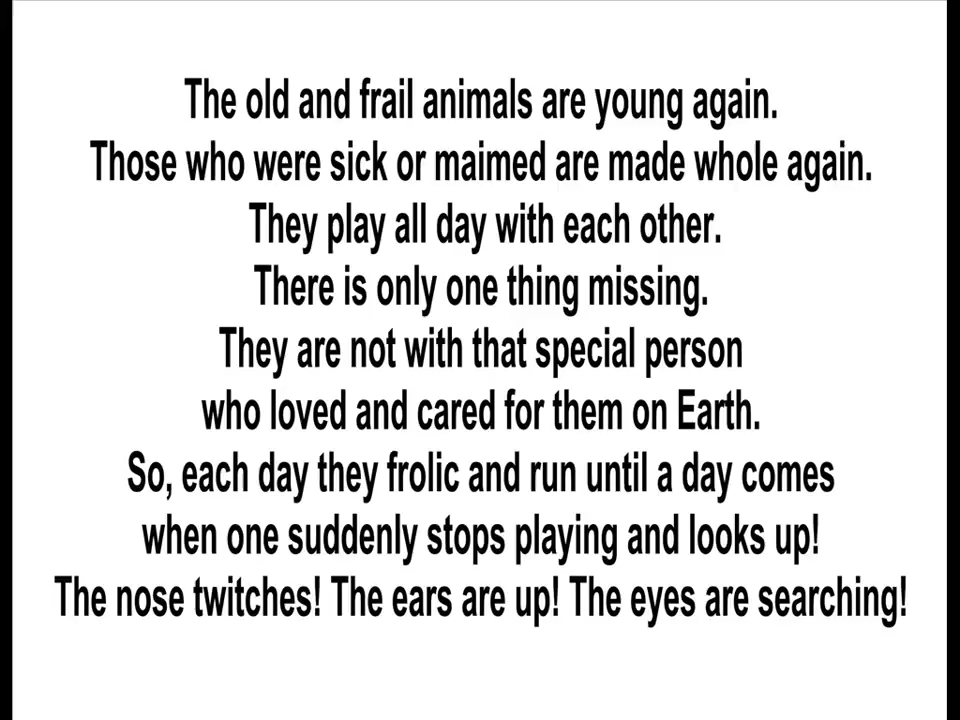 The old and frail animals are young again.
Those who were sick or maimed are made whole again.
They play all day with each other.
There is only one thing missing.
They are not with that special person
who loved and cared for them on Earth.
So, each day they frolic and run until a day comes
when one suddenly stops playing and looks up!
The nose twitches! The ears are up! The eyes are searching!